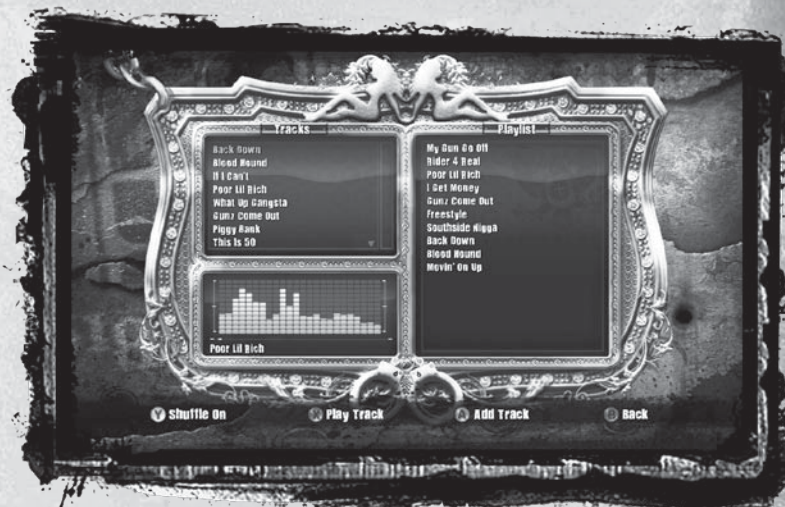 Tracks
Back Down
Blood Hound
If I Can't
Poor Lil Rich
What Up Gangsta
Gunz Come Out
Piggy Bank
This Is 50
Poor Lil Rich
Playlist
My Gun Go Off
Rider 4 Real
Poor Lil Rich
I Get Money
Gunz Come Out
Freestyle
Southside Nigga
Back Down
Blood Hound
Movin' On Up
Y Shuffle On
X Play Track
A Add Track
B Back